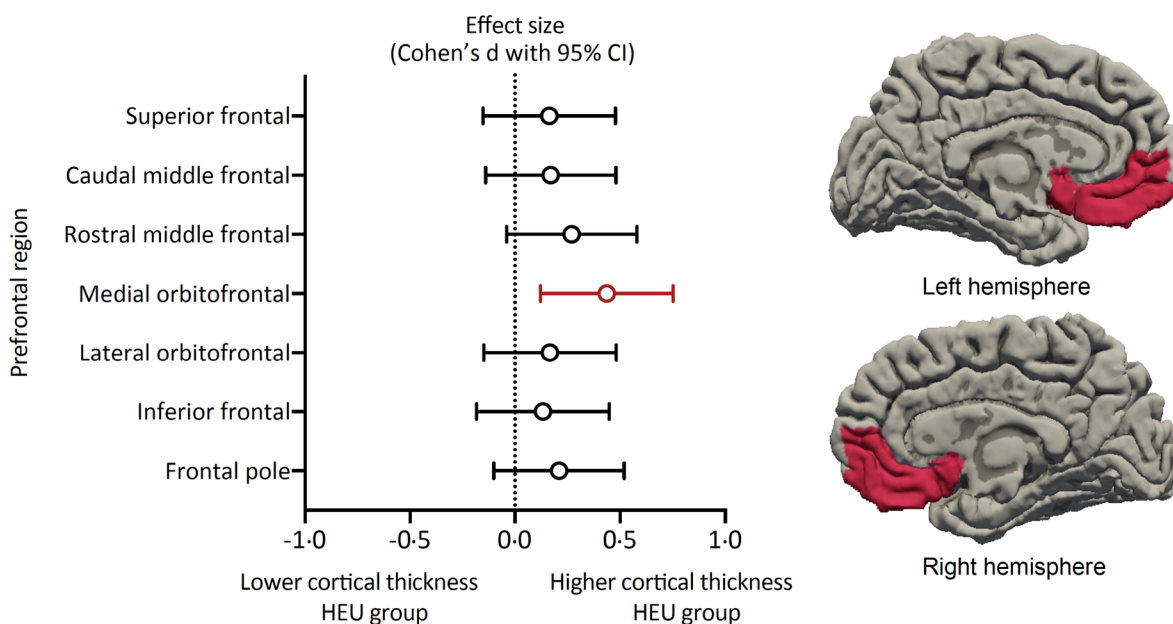 Effect size
(Cohen's d with 95% CI)
Prefrontal region
Superior frontal
Caudal middle frontal
Rostral middle frontal
Medial orbitofrontal
Lateral orbitofrontal
Inferior frontal
Frontal pole
-1·0 -0·5 0·0 0·5 1·0
Lower cortical thickness
HEU group
Higher cortical thickness
HEU group
Left hemisphere
Right hemisphere